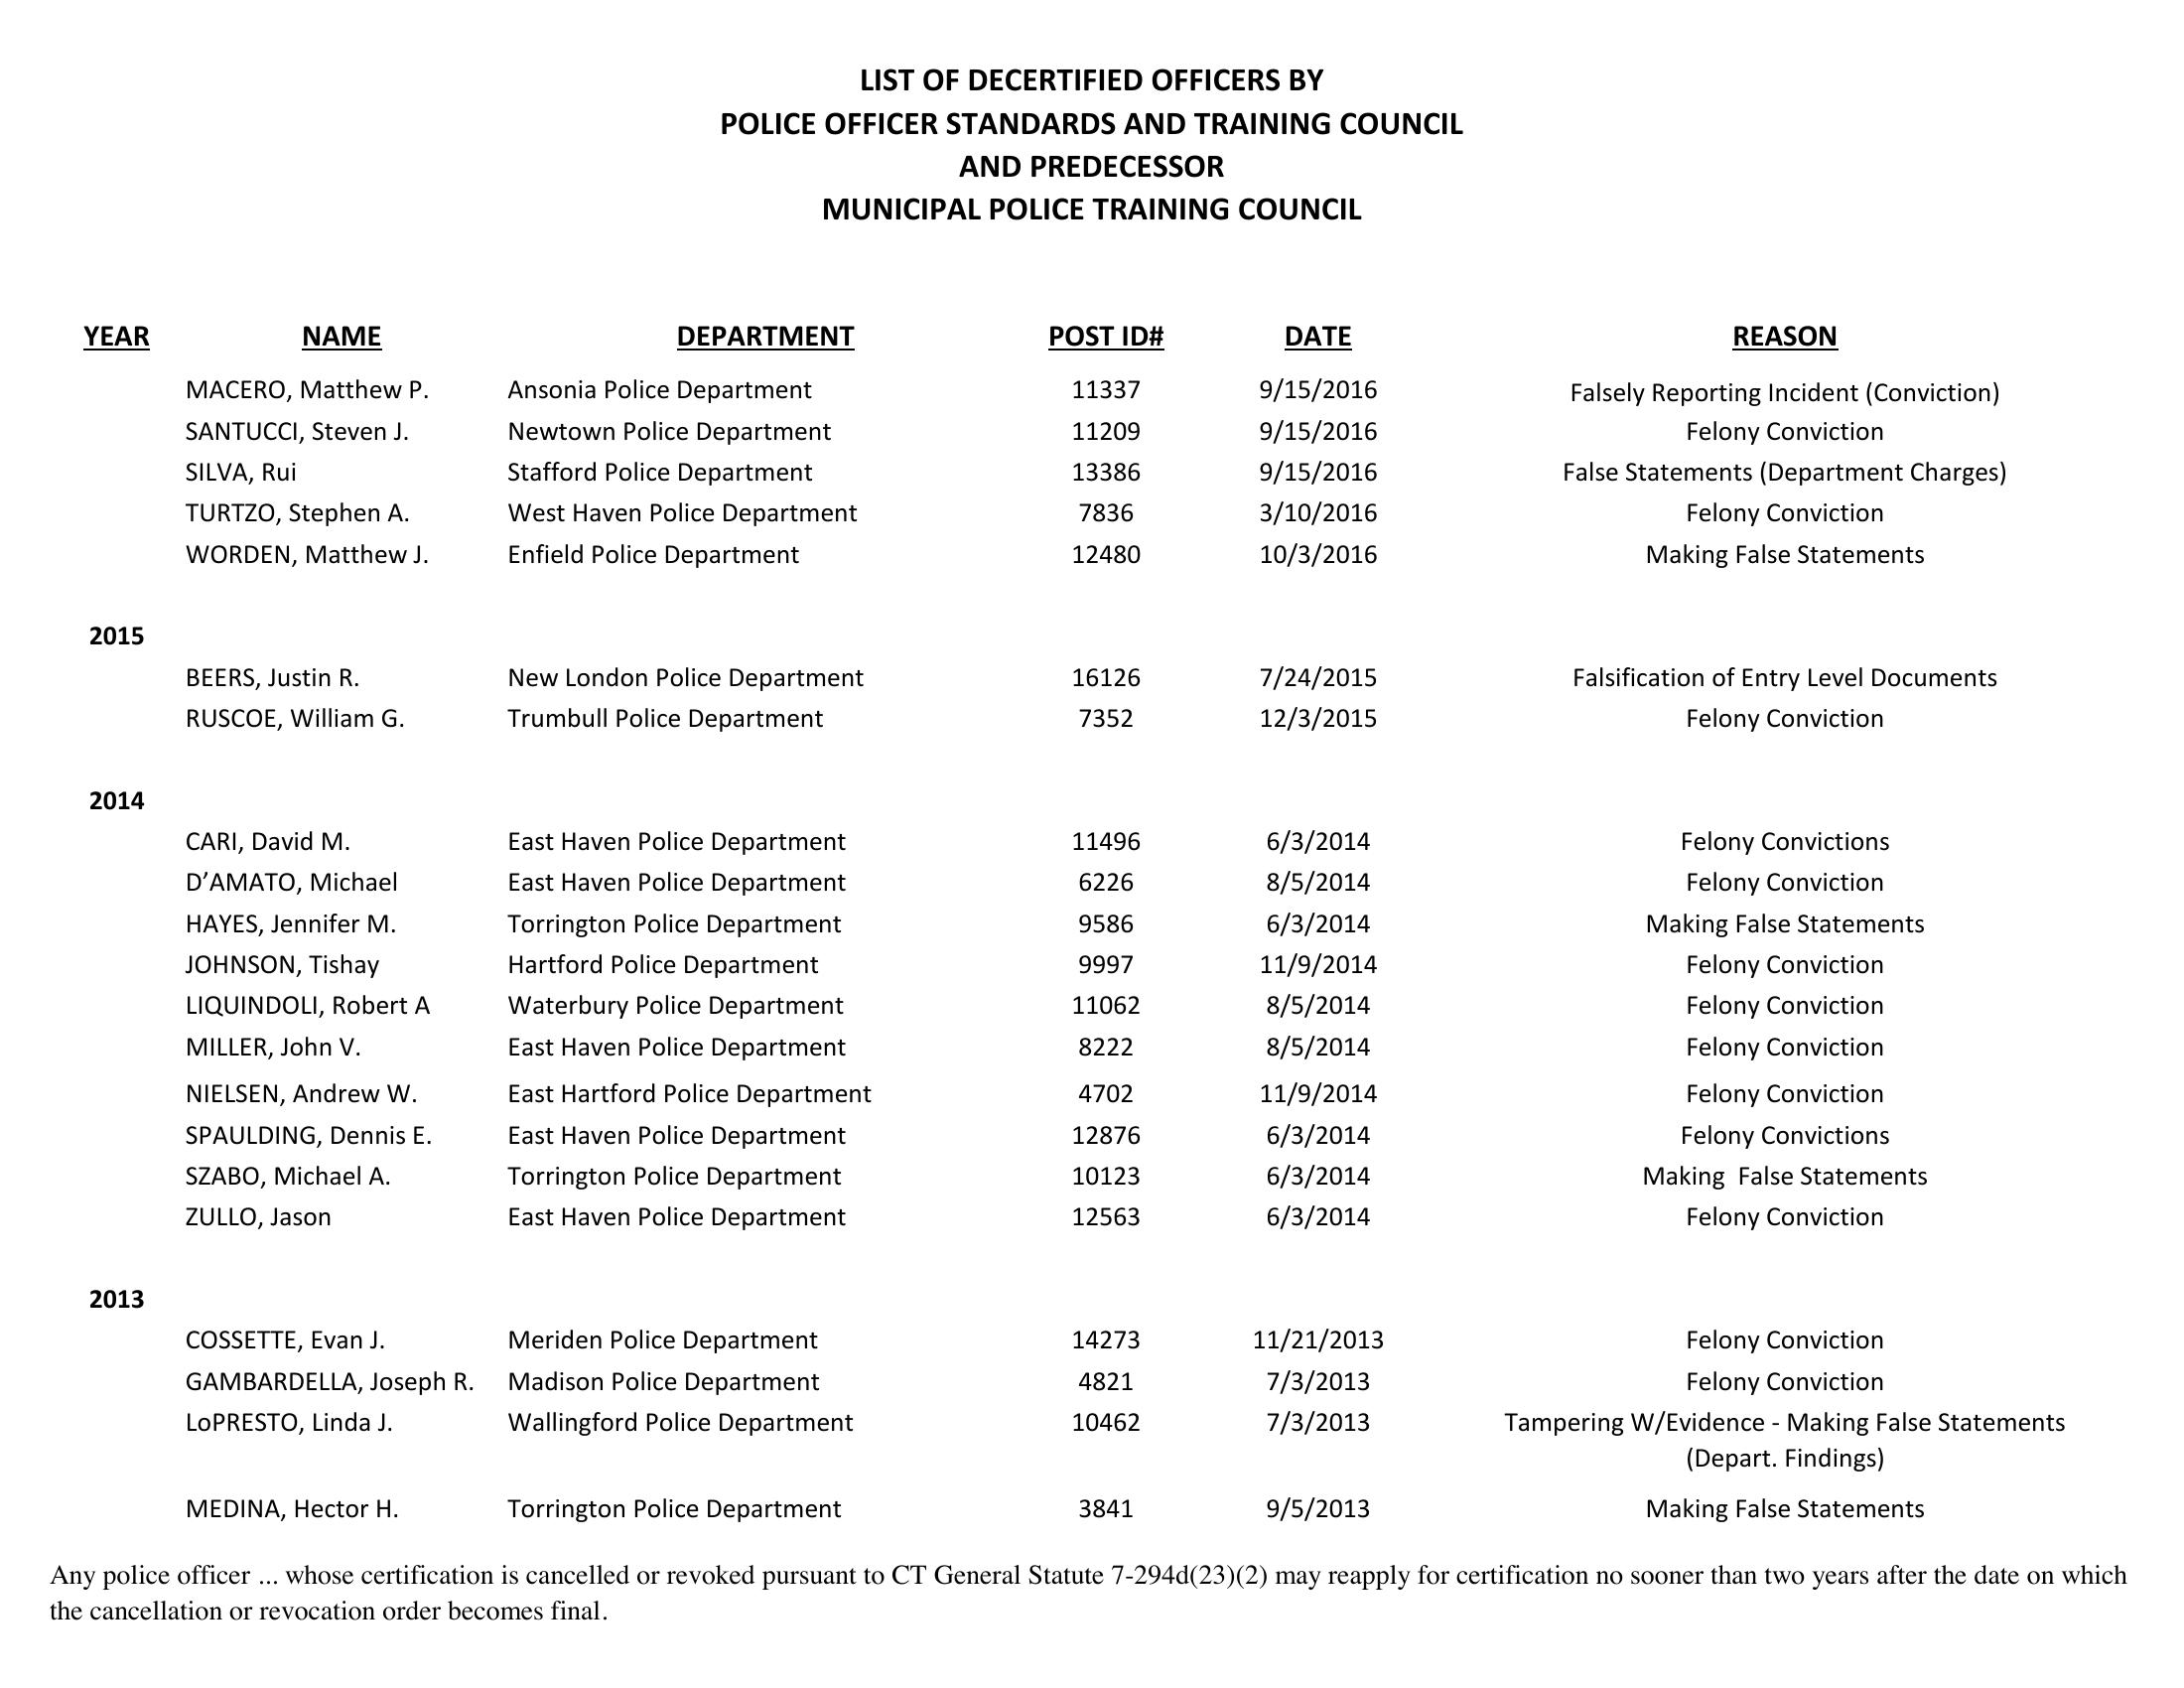 LIST OF DECERTIFIED OFFICERS BY
POLICE OFFICER STANDARDS AND TRAINING COUNCIL
AND PREDECESSOR
MUNICIPAL POLICE TRAINING COUNCIL
YEAR NAME DEPARTMENT POST ID# DATE REASON
MACERO, Matthew P. Ansonia Police Department 11337 9/15/2016 Falsely Reporting Incident (Conviction)
SANTUCCI, Steven J. Newtown Police Department 11209 9/15/2016 Felony Conviction
SILVA, Rui Stafford Police Department 13386 9/15/2016 False Statements (Department Charges)
TURTZO, Stephen A. West Haven Police Department 7836 3/10/2016 Felony Conviction
WORDEN, Matthew J. Enfield Police Department 12480 10/3/2016 Making False Statements
2015
BEERS, Justin R. New London Police Department 16126 7/24/2015 Falsification of Entry Level Documents
RUSCOE, William G. Trumbull Police Department 7352 12/3/2015 Felony Conviction
2014
CARI, David M. East Haven Police Department 11496 6/3/2014 Felony Convictions
D’AMATO, Michael East Haven Police Department 6226 8/5/2014 Felony Conviction
HAYES, Jennifer M. Torrington Police Department 9586 6/3/2014 Making False Statements
JOHNSON, Tishay Hartford Police Department 9997 11/9/2014 Felony Conviction
LIQUINDOLI, Robert A Waterbury Police Department 11062 8/5/2014 Felony Conviction
MILLER, John V. East Haven Police Department 8222 8/5/2014 Felony Conviction
NIELSEN, Andrew W. East Hartford Police Department 4702 11/9/2014 Felony Conviction
SPAULDING, Dennis E. East Haven Police Department 12876 6/3/2014 Felony Convictions
SZABO, Michael A. Torrington Police Department 10123 6/3/2014 Making  False Statements
ZULLO, Jason East Haven Police Department 12563 6/3/2014 Felony Conviction
2013
COSSETTE, Evan J. Meriden Police Department 14273 11/21/2013 Felony Conviction
GAMBARDELLA, Joseph R. Madison Police Department 4821 7/3/2013 Felony Conviction
LoPRESTO, Linda J. Wallingford Police Department 10462 7/3/2013 Tampering W/Evidence - Making False Statements
(Depart. Findings)
MEDINA, Hector H. Torrington Police Department 3841 9/5/2013 Making False Statements
Any police officer ... whose certification is cancelled or revoked pursuant to CT General Statute 7-294d(23)(2) may reapply for certification no sooner than two years after the date on which
the cancellation or revocation order becomes final.